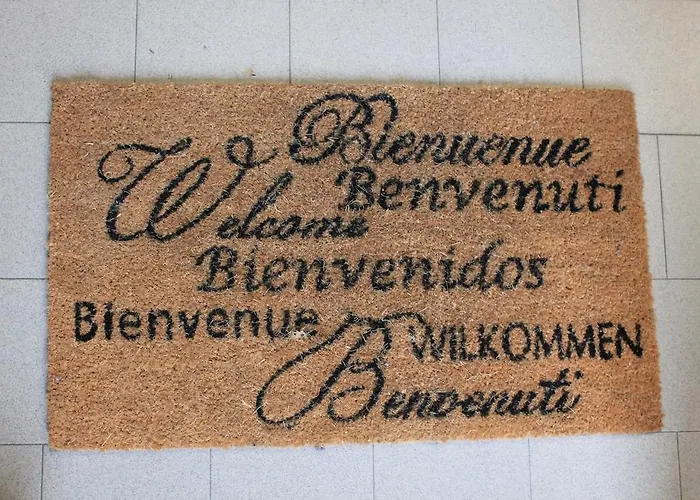 Bienvenue
Benvenuti
Welcome
Bienvenidos
Bienvenue
WILKOMMEN
Benvenuti